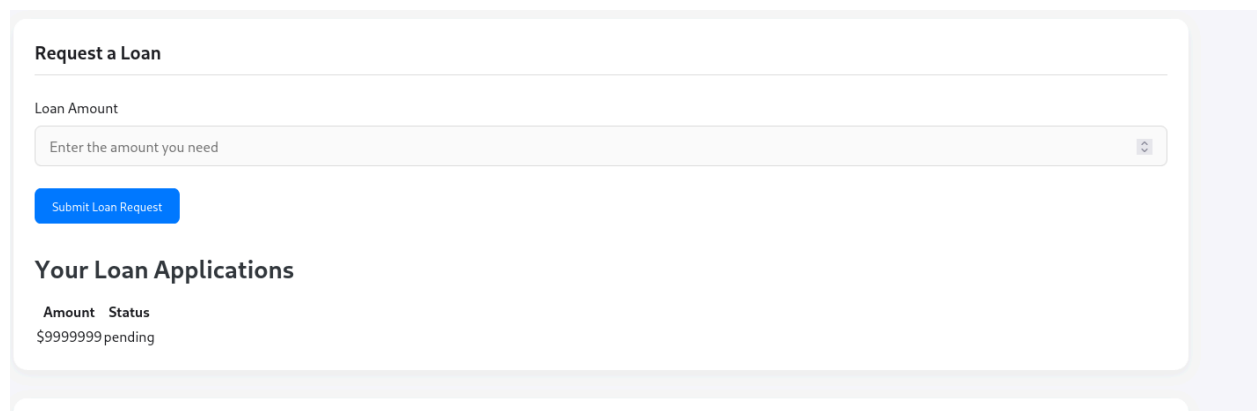 Request a Loan
Loan Amount
Enter the amount you need
Submit Loan Request
Your Loan Applications
Amount Status
$9999999 pending